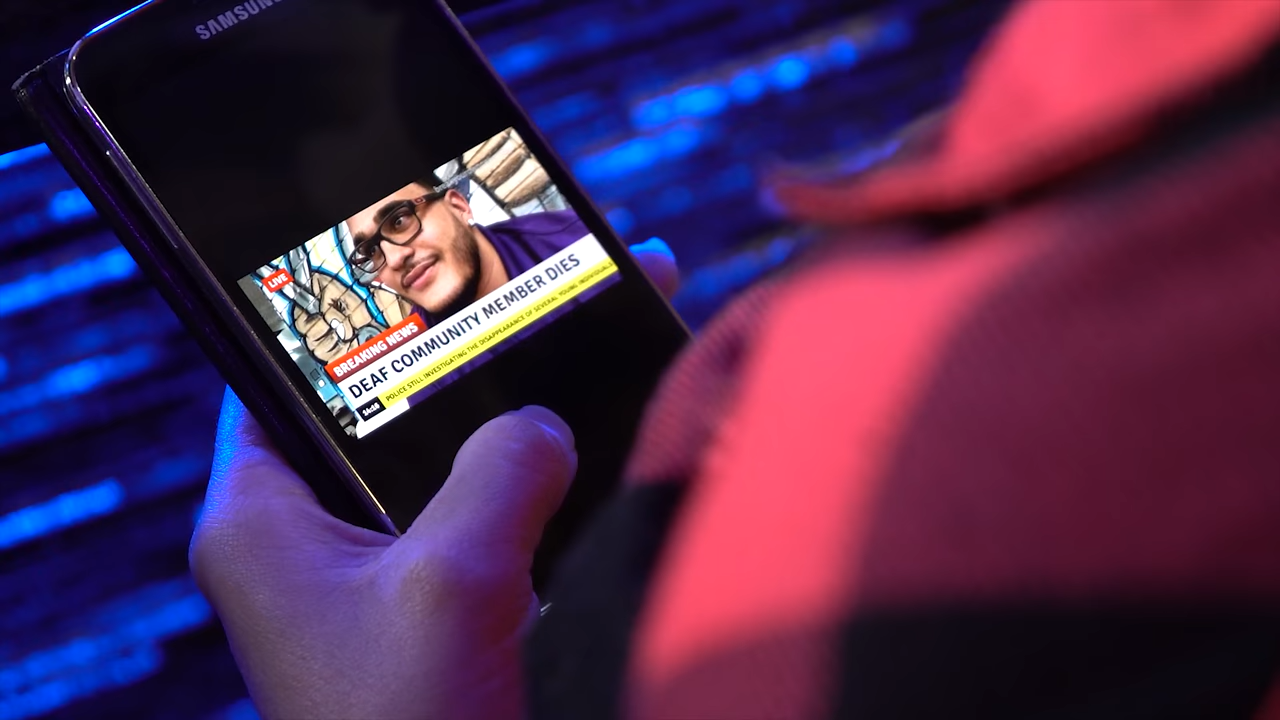 SAMSUNG
LIVE
BREAKING NEWS
DEAF COMMUNITY MEMBER DIES
POLICE STILL INVESTIGATING THE DISAPPEARANCE OF SEVERAL YOUNG INDIVIDUALS